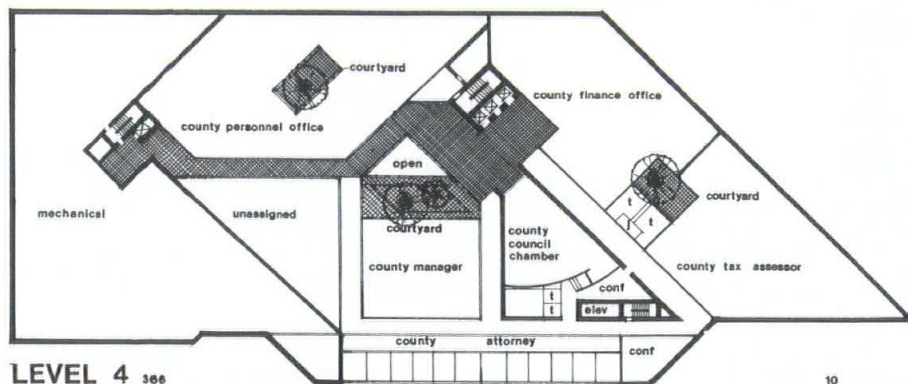 courtyard
county finance office
county personnel office
open
t
courtyard
t
j
mechanical
unassigned
courtyard
county
council
chamber
county manager
county tax assessor
conf
t
t
elev
county attorney
conf
LEVEL 4 366
10